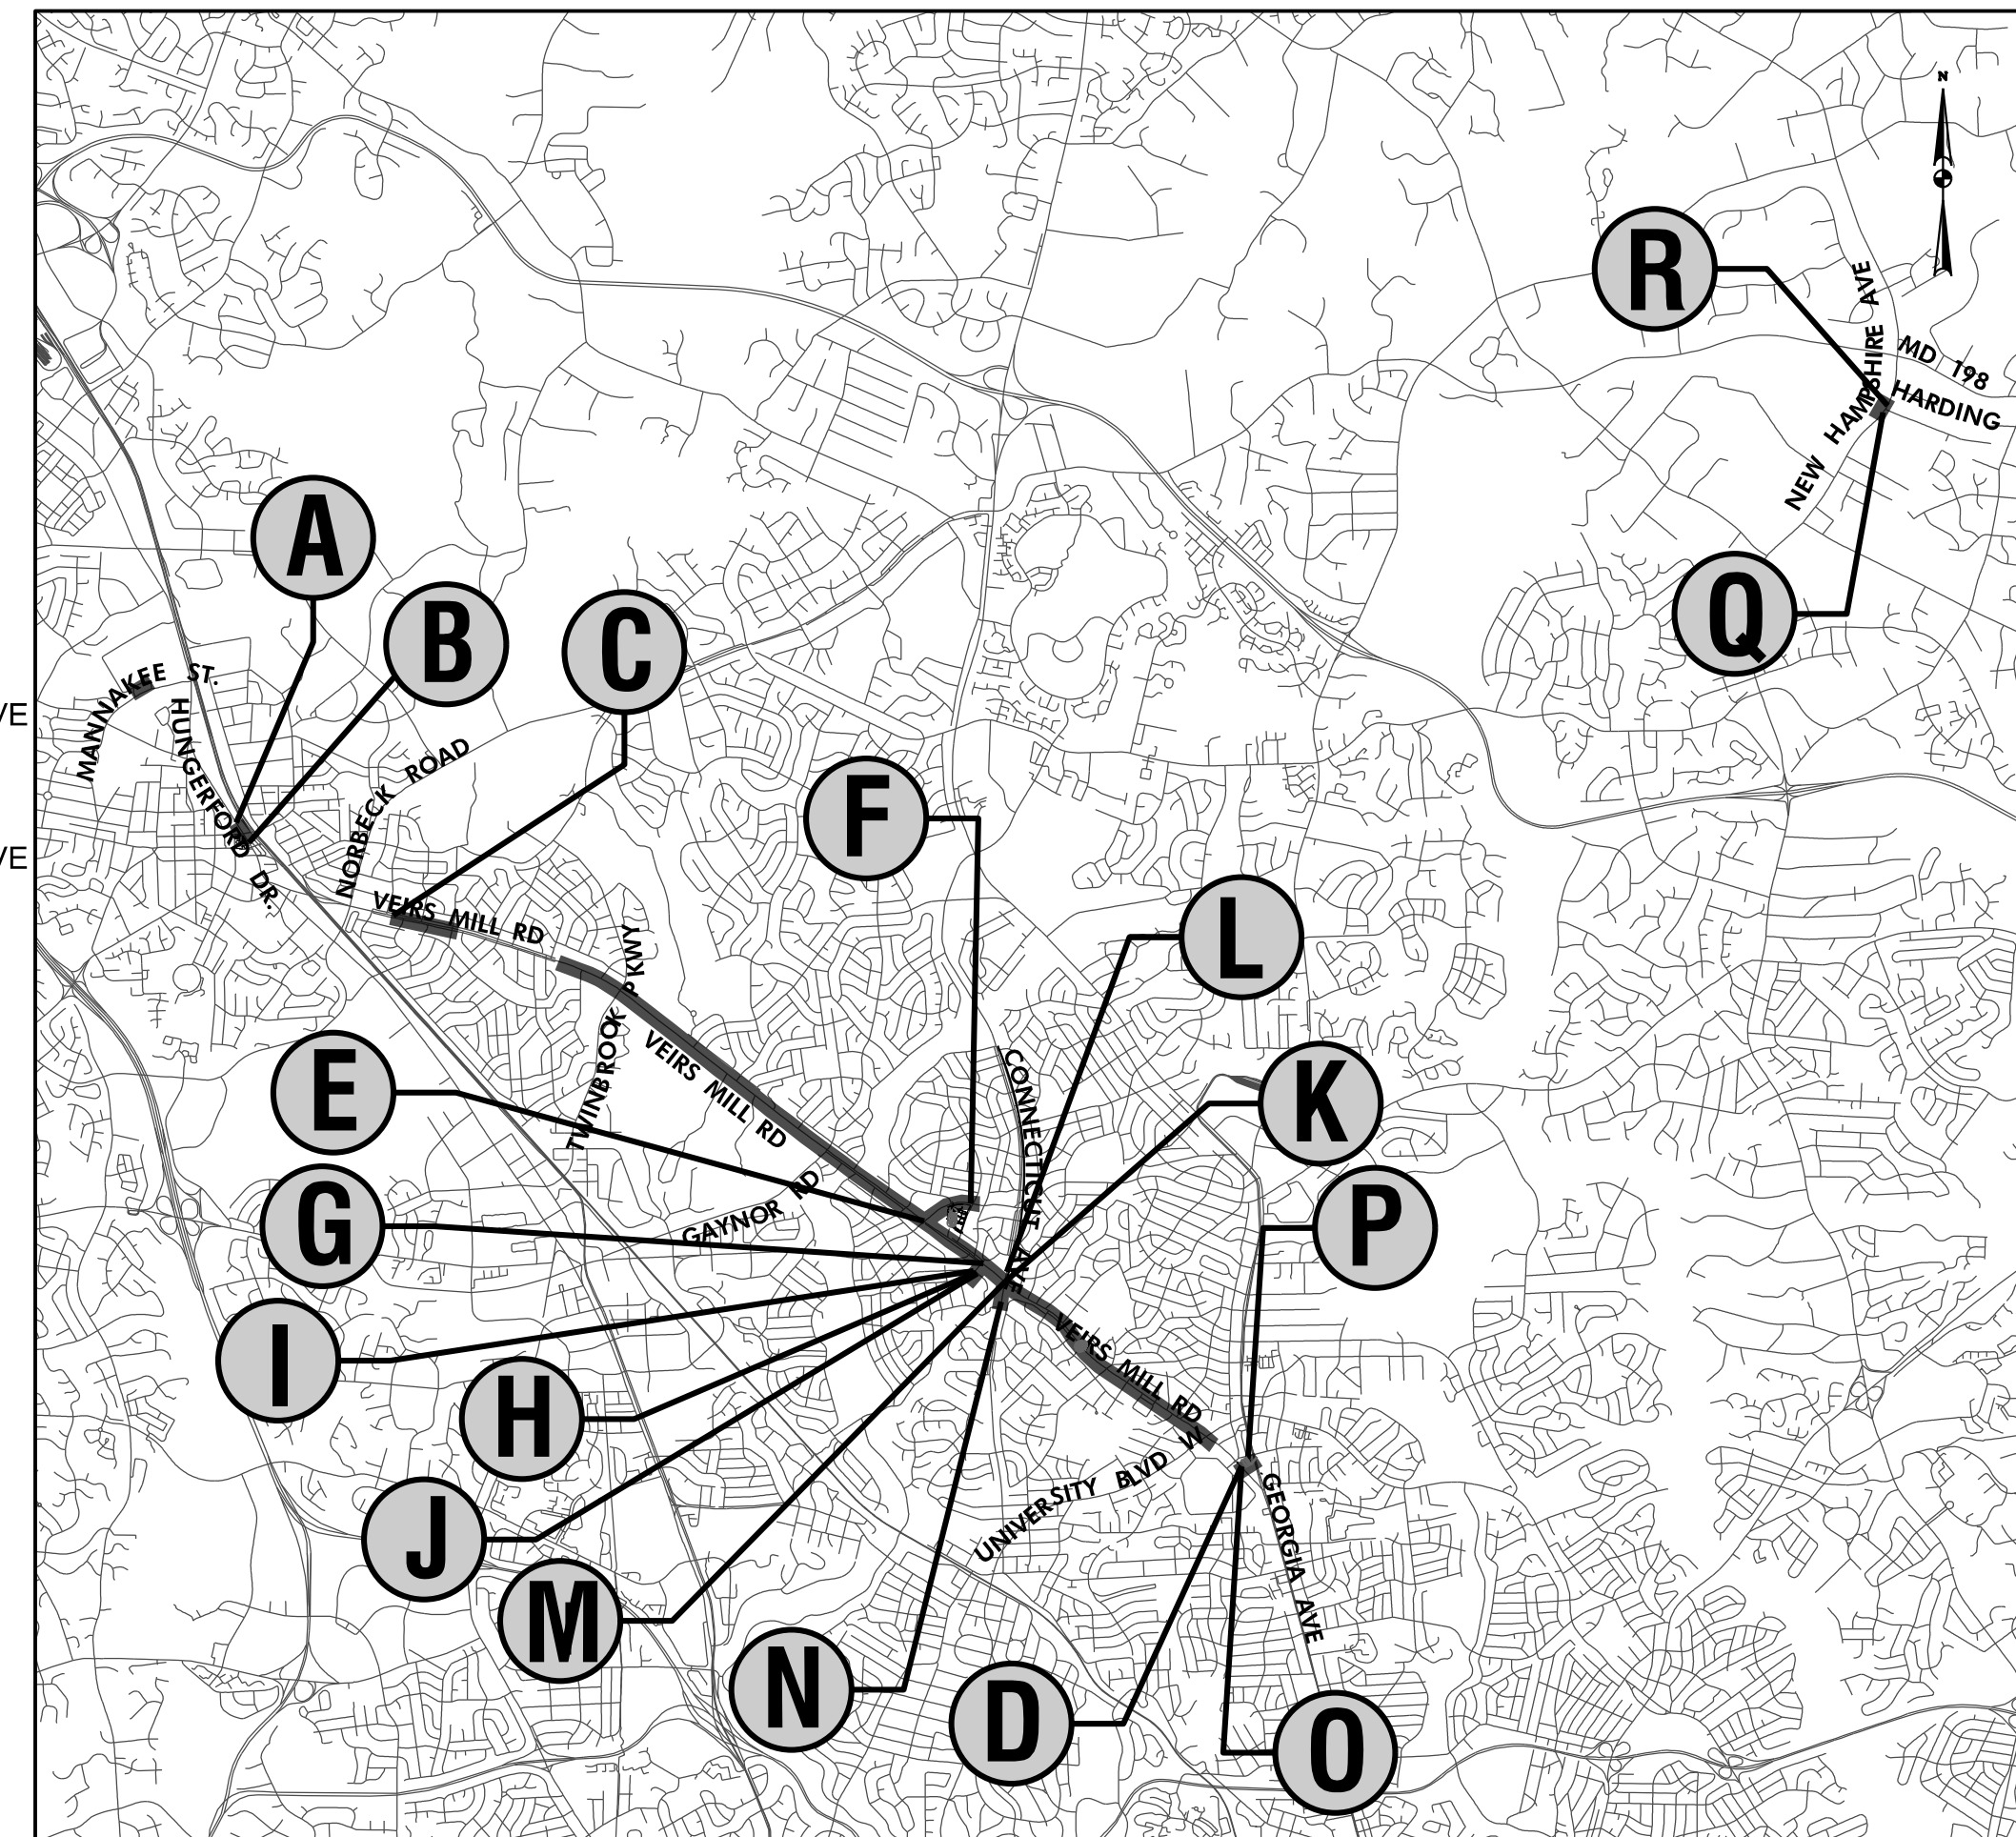 N
R
NEW HAMPSHIRE AVE
MD 198
HARDING
A
Q
B
C
MANNAKEE ST.
VE
HUNGERFORD DR.
NORBECK ROAD
F
VE
VEIRS MILL RD
L
TWINBROOK PKWY
E
VEIRS MILL RD
CONNECTICUT AVE
K
G
GAYNOR RD
P
I
VEIRS MILL RD
H
UNIVERSITY BLVD W
J
GEORGIA AVE
M
N
D
O